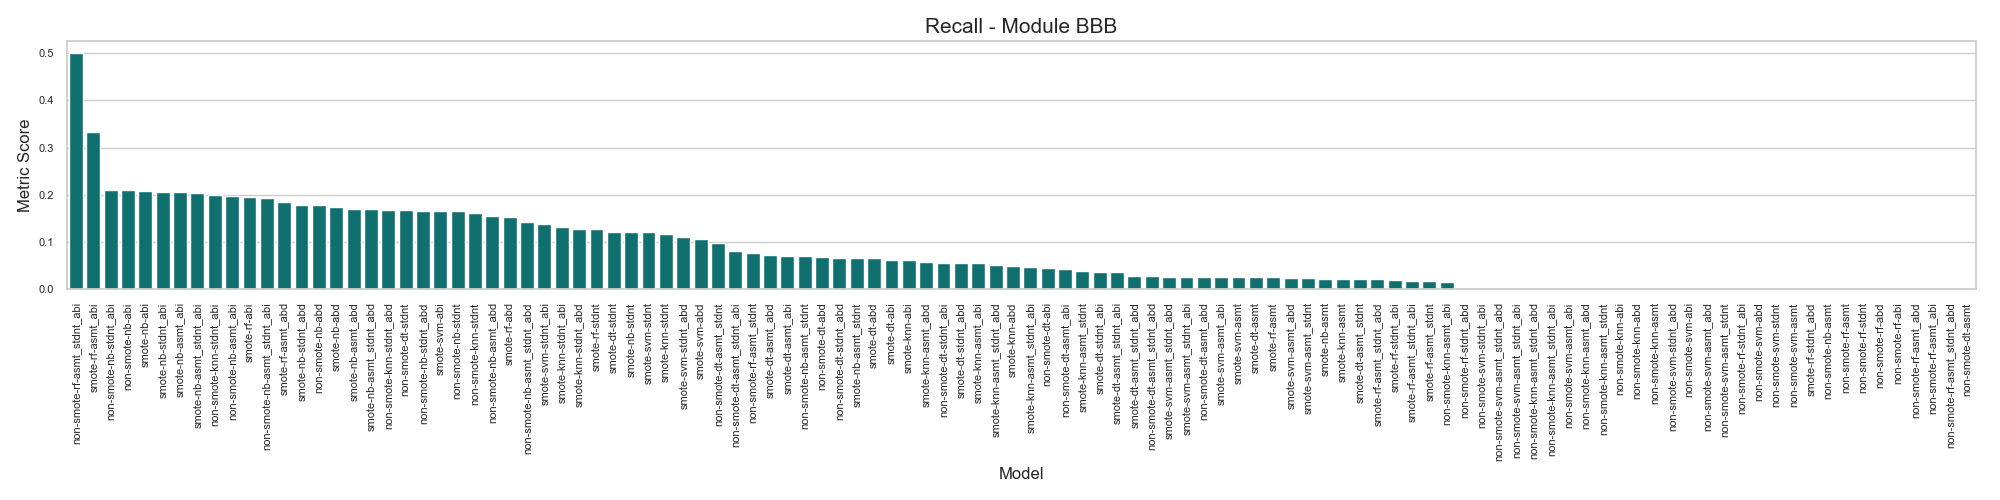 Recall - Module BBB
Metric Score
0.5
0.4
0.3
0.2
0.1
0.0
non-smote-rf-asmt_stdnt_abi
smote-rf-asmt_abi
non-smote-nb-stdnt_abi
non-smote-nb-abi
smote-nb-abi
smote-nb-stdnt_abi
smote-nb-asmt_abi
smote-nb-asmt_stdnt_abi
non-smote-knn-stdnt_abi
non-smote-nb-asmt_abi
smote-rf-abi
non-smote-nb-asmt_stdnt_abi
smote-rf-asmt_abd
smote-nb-stdnt_abd
non-smote-nb-abd
smote-nb-abd
smote-nb-asmt_abd
smote-nb-asmt_stdnt_abd
non-smote-knn-stdnt_abd
non-smote-dt-stdnt
non-smote-nb-stdnt_abd
smote-svm-abi
non-smote-nb-stdnt
non-smote-knn-stdnt
non-smote-nb-asmt_abd
smote-rf-abd
non-smote-nb-asmt_stdnt_abd
smote-svm-stdnt_abi
smote-knn-stdnt_abi
smote-knn-stdnt_abd
smote-rf-stdnt
smote-dt-stdnt
smote-nb-stdnt
smote-svm-stdnt
smote-knn-stdnt
smote-svm-stdnt_abd
smote-svm-abd
non-smote-dt-asmt_stdnt
non-smote-dt-asmt_stdnt_abi
non-smote-rf-asmt_stdnt
smote-dt-asmt_abd
smote-dt-asmt_abi
non-smote-nb-asmt_stdnt
non-smote-dt-abd
non-smote-dt-stdnt_abd
smote-nb-asmt_stdnt
smote-dt-abd
smote-dt-abi
smote-knn-abi
smote-knn-asmt_abd
non-smote-dt-stdnt_abi
smote-dt-stdnt_abd
smote-knn-asmt_abi
smote-knn-asmt_stdnt_abd
smote-knn-abd
smote-knn-asmt_stdnt_abi
non-smote-dt-abi
non-smote-dt-asmt_abi
smote-knn-asmt_stdnt
smote-dt-stdnt_abi
smote-dt-asmt_stdnt_abi
smote-dt-asmt_stdnt_abd
non-smote-dt-asmt_stdnt_abd
smote-svm-asmt_stdnt_abd
smote-svm-asmt_stdnt_abi
non-smote-dt-asmt_abd
smote-svm-asmt_abi
smote-svm-asmt
smote-dt-asmt
smote-rf-asmt
smote-svm-asmt_abd
smote-svm-asmt_stdnt
smote-nb-asmt
smote-knn-asmt
smote-dt-asmt_stdnt
smote-rf-asmt_stdnt_abd
smote-rf-stdnt_abi
smote-rf-asmt_stdnt_abi
smote-rf-asmt_stdnt
non-smote-knn-asmt_abi
non-smote-rf-stdnt_abd
non-smote-svm-stdnt_abi
non-smote-svm-asmt_stdnt_abd
non-smote-svm-asmt_stdnt_abi
non-smote-knn-asmt_stdnt_abd
non-smote-knn-asmt_stdnt_abi
non-smote-svm-asmt_abi
non-smote-knn-asmt_abd
non-smote-knn-asmt_stdnt
non-smote-knn-abi
non-smote-knn-abd
non-smote-knn-asmt
non-smote-svm-stdnt_abd
non-smote-svm-abi
non-smote-svm-asmt_abd
non-smote-svm-asmt_stdnt
non-smote-rf-stdnt_abi
non-smote-svm-abd
non-smote-svm-stdnt
non-smote-svm-asmt
smote-rf-stdnt_abd
non-smote-nb-asmt
non-smote-rf-asmt
non-smote-rf-stdnt
non-smote-rf-abd
non-smote-rf-abi
non-smote-rf-asmt_abd
non-smote-rf-asmt_abi
non-smote-rf-asmt_stdnt_abd
non-smote-dt-asmt
Model